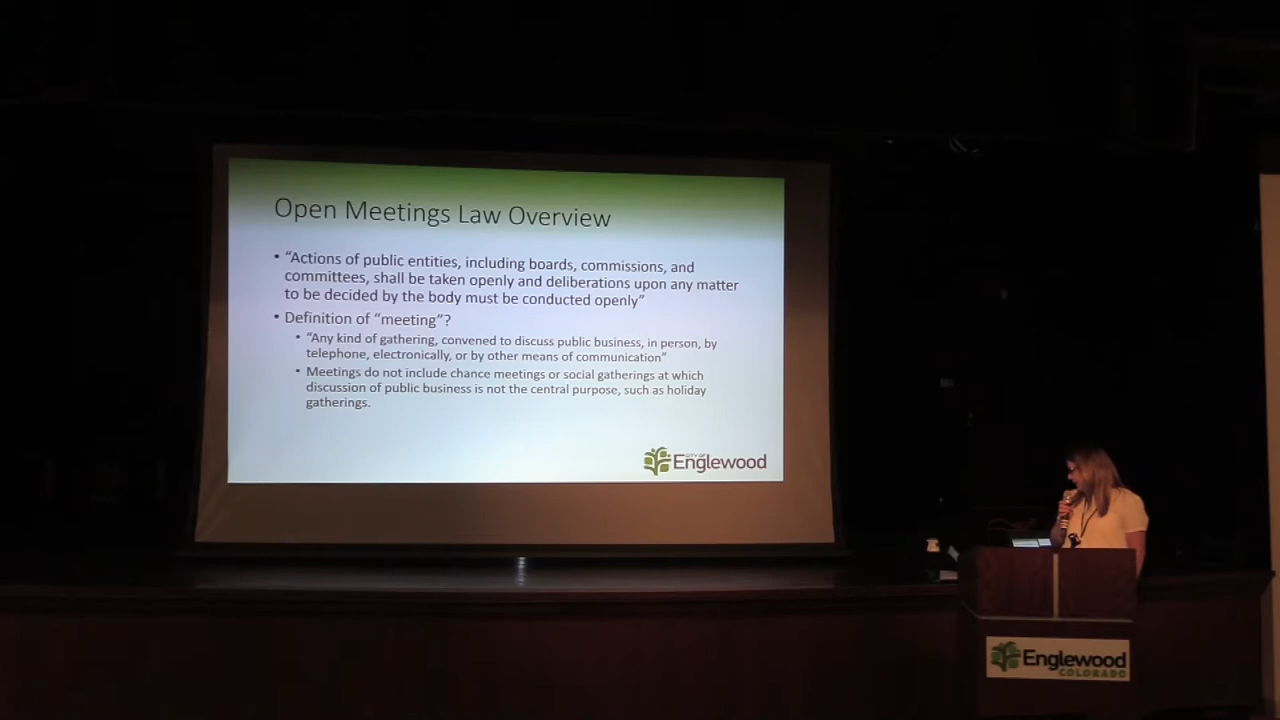 Open Meetings Law Overview
• “Actions of public entities, including boards, commissions, and
committees, shall be taken openly and deliberations upon any matter
to be decided by the body must be conducted openly”
• Definition of “meeting”?
• “Any kind of gathering, convened to discuss public business, in person, by
telephone, electronically, or by other means of communication”
• Meetings do not include chance meetings or social gatherings at which
discussion of public business is not the central purpose, such as holiday
gatherings.
CITY OF
Englewood
Englewood
COLORADO